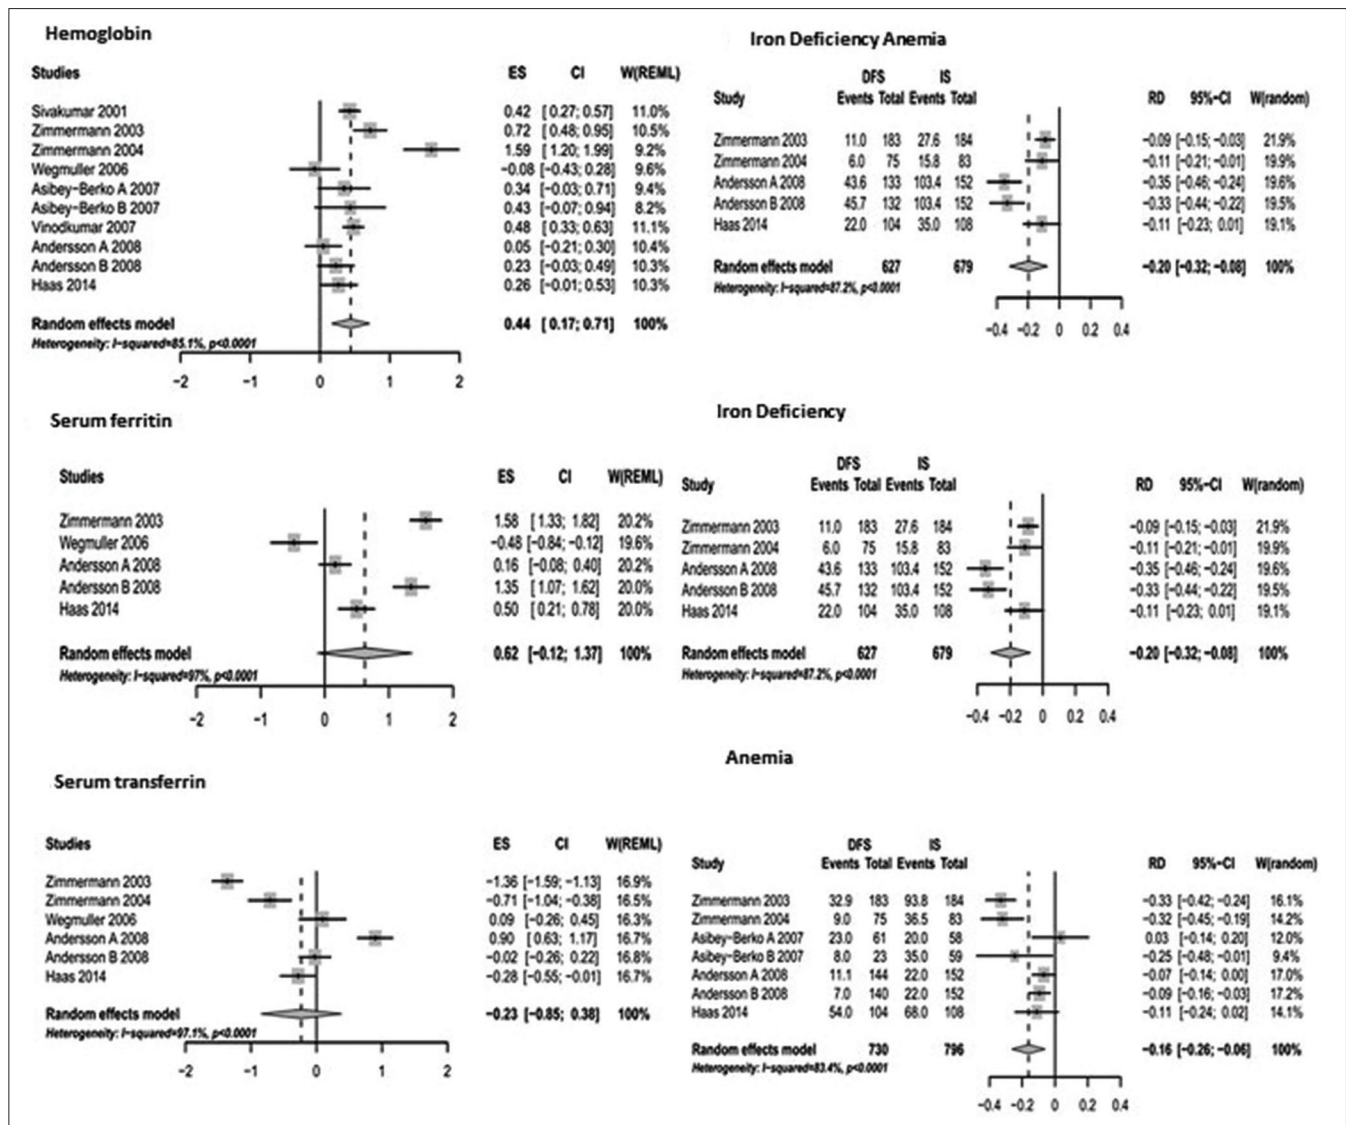 Hemoglobin
Studies ES CI W(REML)
Sivakumar 2001 0.42 [ 0.27; 0.57] 11.0%
Zimmermann 2003 0.72 [ 0.48; 0.95] 10.5%
Zimmermann 2004 1.59 [ 1.20; 1.99] 9.2%
Wegmuller 2006 −0.08 [−0.43; 0.28] 9.6%
Asibey−Berko A 2007 0.34 [−0.03; 0.71] 9.4%
Asibey−Berko B 2007 0.43 [−0.07; 0.94] 8.2%
Vinodkumar 2007 0.48 [ 0.33; 0.63] 11.1%
Andersson A 2008 0.05 [−0.21; 0.30] 10.4%
Andersson B 2008 0.23 [−0.03; 0.49] 10.3%
Haas 2014 0.26 [−0.01; 0.53] 10.3%
Random effects model 0.44 [ 0.17; 0.71] 100%
Heterogeneity: I−squared=85.1%, p<0.0001
−2 −1 0 1 2
Serum ferritin
Studies ES CI W(REML)
Zimmermann 2003 1.58 [ 1.33; 1.82] 20.2%
Wegmuller 2006 −0.48 [−0.84; −0.12] 19.6%
Andersson A 2008 0.16 [−0.08; 0.40] 20.2%
Andersson B 2008 1.35 [ 1.07; 1.62] 20.0%
Haas 2014 0.50 [ 0.21; 0.78] 20.0%
Random effects model 0.62 [−0.12; 1.37] 100%
Heterogeneity: I−squared=97%, p<0.0001
−2 −1 0 1 2
Serum transferrin
Studies ES CI W(REML)
Zimmermann 2003 −1.36 [−1.59; −1.13] 16.9%
Zimmermann 2004 −0.71 [−1.04; −0.38] 16.5%
Wegmuller 2006 0.09 [−0.26; 0.45] 16.3%
Andersson A 2008 0.90 [ 0.63; 1.17] 16.7%
Andersson B 2008 −0.02 [−0.26; 0.22] 16.8%
Haas 2014 −0.28 [−0.55; −0.01] 16.7%
Random effects model −0.23 [−0.85; 0.38] 100%
Heterogeneity: I−squared=97.1%, p<0.0001
−2 −1 0 1 2
Iron Deficiency Anemia
DFS IS
Study Events Total Events Total RD 95%−CI W(random)
Zimmermann 2003 11.0 183 27.6 184 −0.09 [−0.15; −0.03] 21.9%
Zimmermann 2004 6.0 75 15.8 83 −0.11 [−0.21; −0.01] 19.9%
Andersson A 2008 43.6 133 103.4 152 −0.35 [−0.46; −0.24] 19.6%
Andersson B 2008 45.7 132 103.4 152 −0.33 [−0.44; −0.22] 19.5%
Haas 2014 22.0 104 35.0 108 −0.11 [−0.23; 0.01] 19.1%
Random effects model 627 679 −0.20 [−0.32; −0.08] 100%
Heterogeneity: I−squared=87.2%, p<0.0001
−0.4 −0.2 0 0.2 0.4
Iron Deficiency
DFS IS
Study Events Total Events Total RD 95%−CI W(random)
Zimmermann 2003 11.0 183 27.6 184 −0.09 [−0.15; −0.03] 21.9%
Zimmermann 2004 6.0 75 15.8 83 −0.11 [−0.21; −0.01] 19.9%
Andersson A 2008 43.6 133 103.4 152 −0.35 [−0.46; −0.24] 19.6%
Andersson B 2008 45.7 132 103.4 152 −0.33 [−0.44; −0.22] 19.5%
Haas 2014 22.0 104 35.0 108 −0.11 [−0.23; 0.01] 19.1%
Random effects model 627 679 −0.20 [−0.32; −0.08] 100%
Heterogeneity: I−squared=87.2%, p<0.0001
−0.4 −0.2 0 0.2 0.4
Anemia
DFS IS
Study Events Total Events Total RD 95%−CI W(random)
Zimmermann 2003 32.9 183 93.8 184 −0.33 [−0.42; −0.24] 16.1%
Zimmermann 2004 9.0 75 36.5 83 −0.32 [−0.45; −0.19] 14.2%
Asibey−Berko A 2007 23.0 61 20.0 58 0.03 [−0.14; 0.20] 12.0%
Asibey−Berko B 2007 8.0 23 35.0 59 −0.25 [−0.48; −0.01] 9.4%
Andersson A 2008 11.1 144 22.0 152 −0.07 [−0.14; 0.00] 17.0%
Andersson B 2008 7.0 140 22.0 152 −0.09 [−0.16; −0.03] 17.2%
Haas 2014 54.0 104 68.0 108 −0.11 [−0.24; 0.02] 14.1%
Random effects model 730 796 −0.16 [−0.26; −0.06] 100%
Heterogeneity: I−squared=83.4%, p<0.0001
−0.4 −0.2 0 0.2 0.4